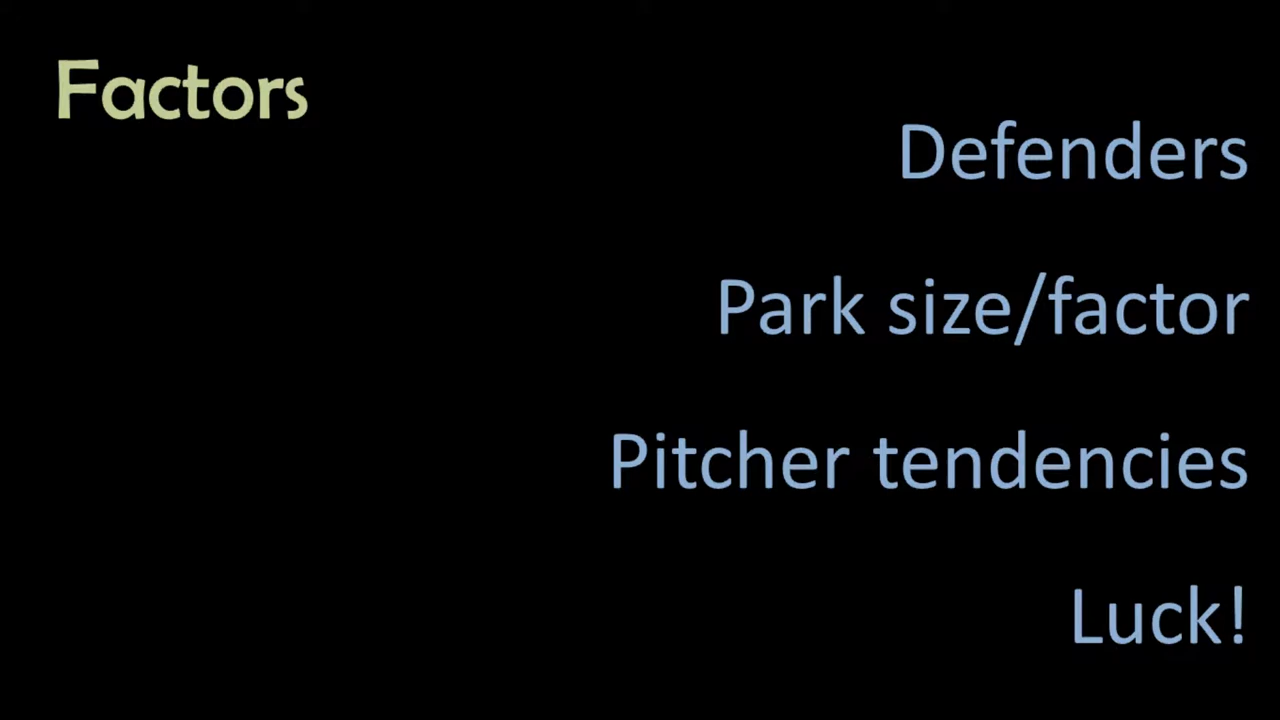 Factors
Defenders
Park size/factor
Pitcher tendencies
Luck!